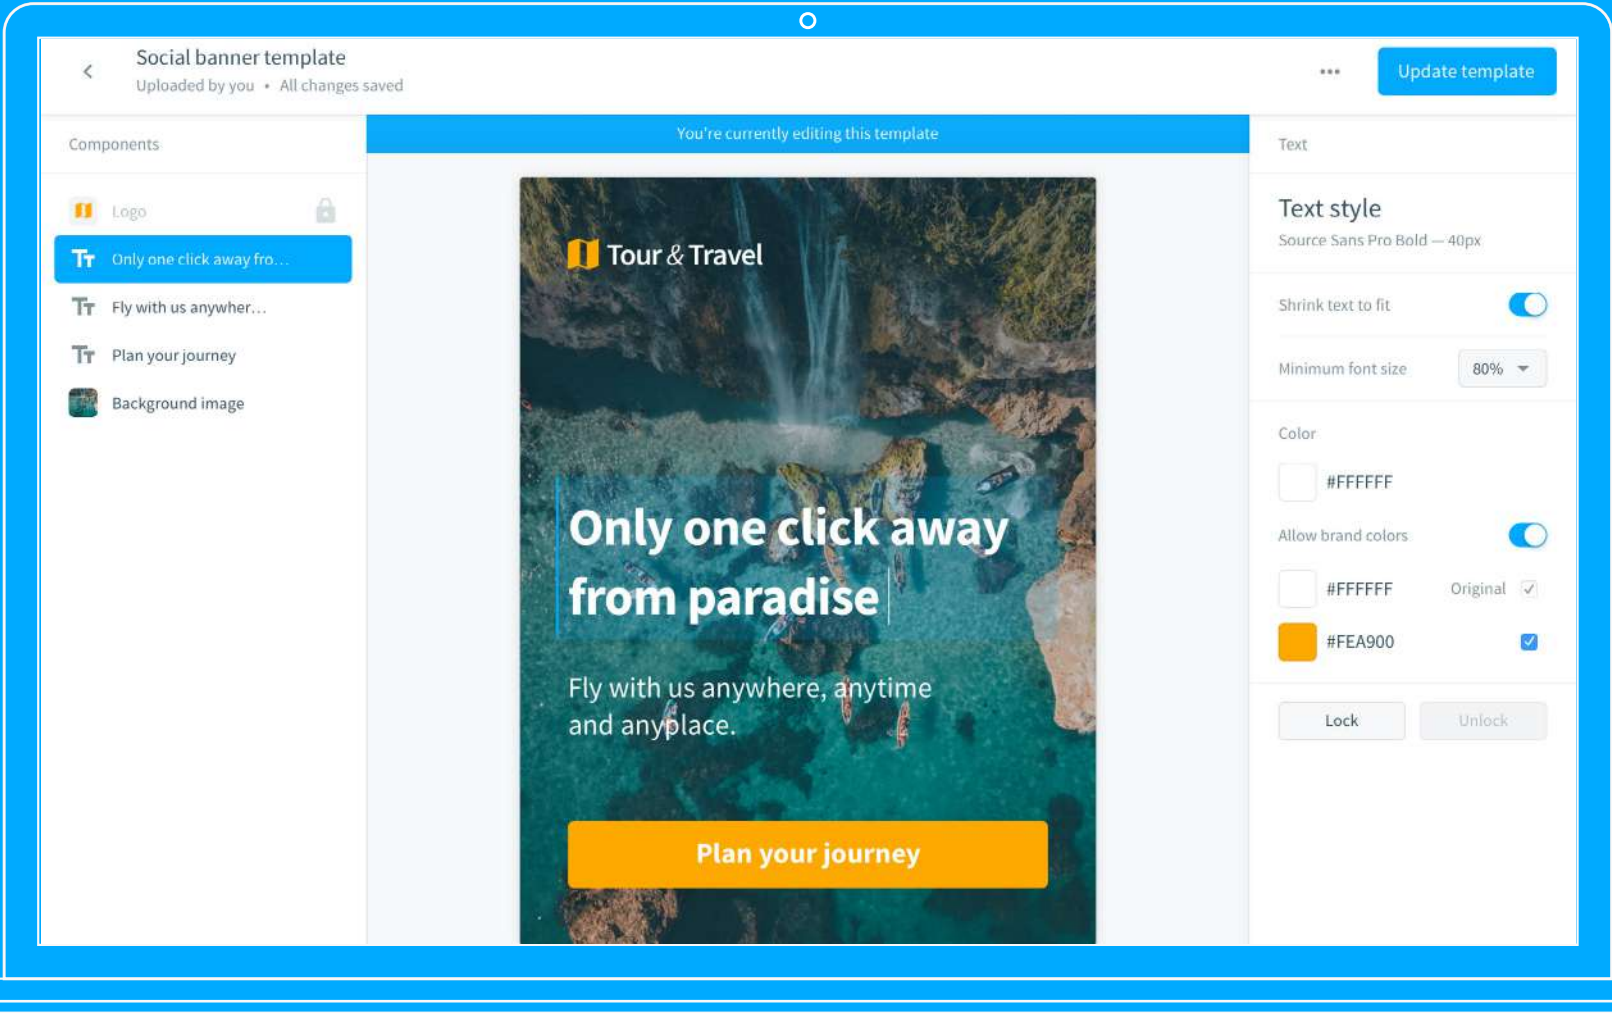 Social banner template
Uploaded by you • All changes saved
•••
Update template
Components
Logo
Only one click away fro...
Fly with us anywher...
Plan your journey
Background image
You're currently editing this template
Tour & Travel
Only one click away
from paradise
Fly with us anywhere, anytime
and anyplace.
Plan your journey
Text
Text style
Source Sans Pro Bold — 40px
Shrink text to fit
Minimum font size 80%
Color
#FFFFFF
Allow brand colors
#FFFFFF Original
#FEA900
Lock Unlock